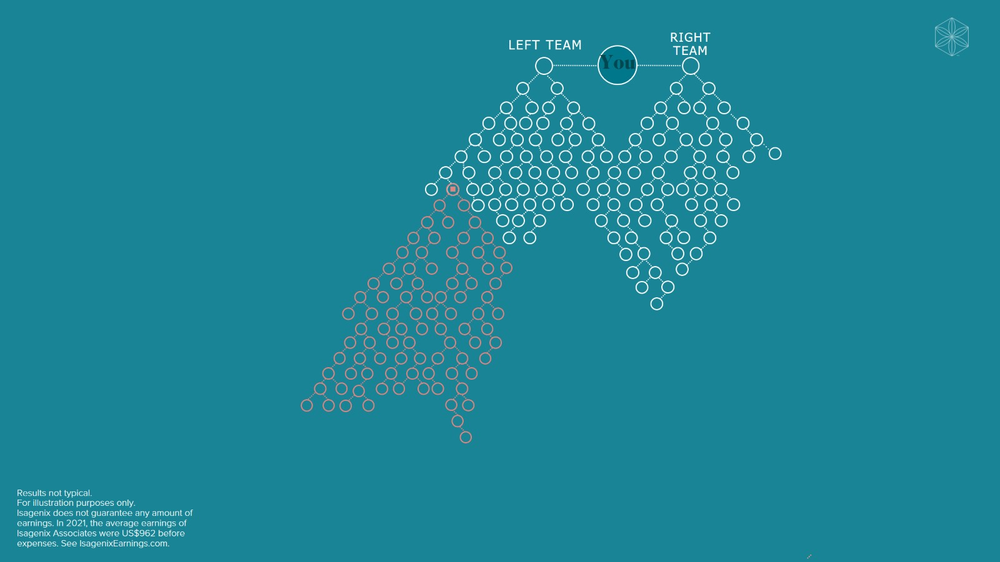 LEFT TEAM
You
RIGHT
TEAM
Results not typical.
For illustration purposes only.
Isagenix does not guarantee any amount of
earnings. In 2021, the average earnings of
Isagenix Associates were US$962 before
expenses. See IsagenixEarnings.com.